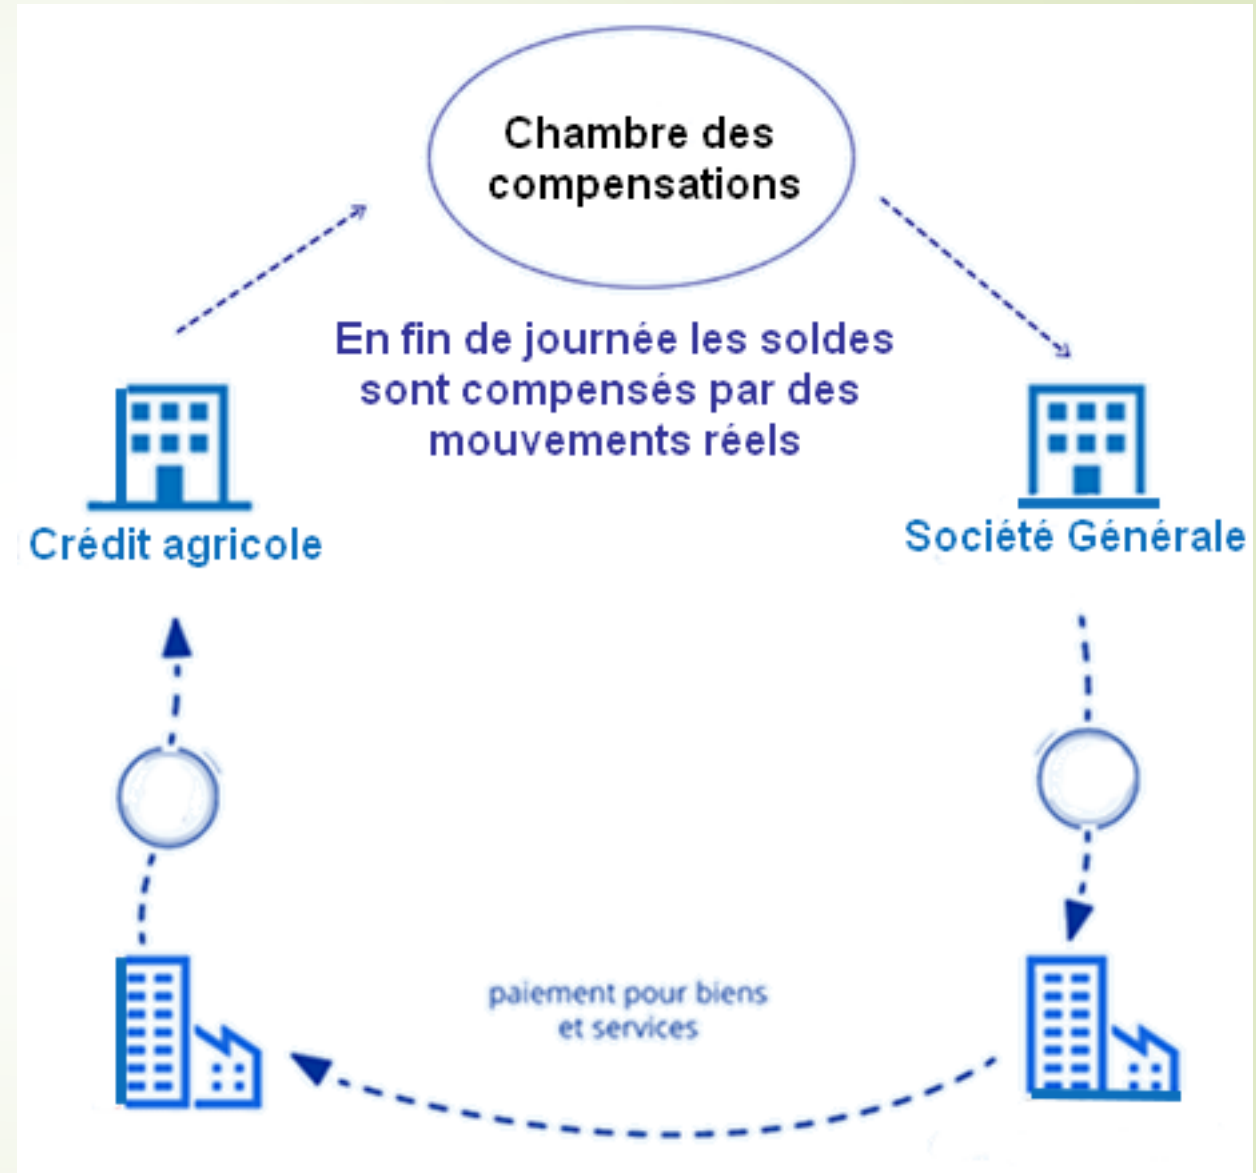 Chambre des
compensations
En fin de journée les soldes
sont compensés par des
mouvements réels
Crédit agricole
Société Générale
paiement pour biens
et services